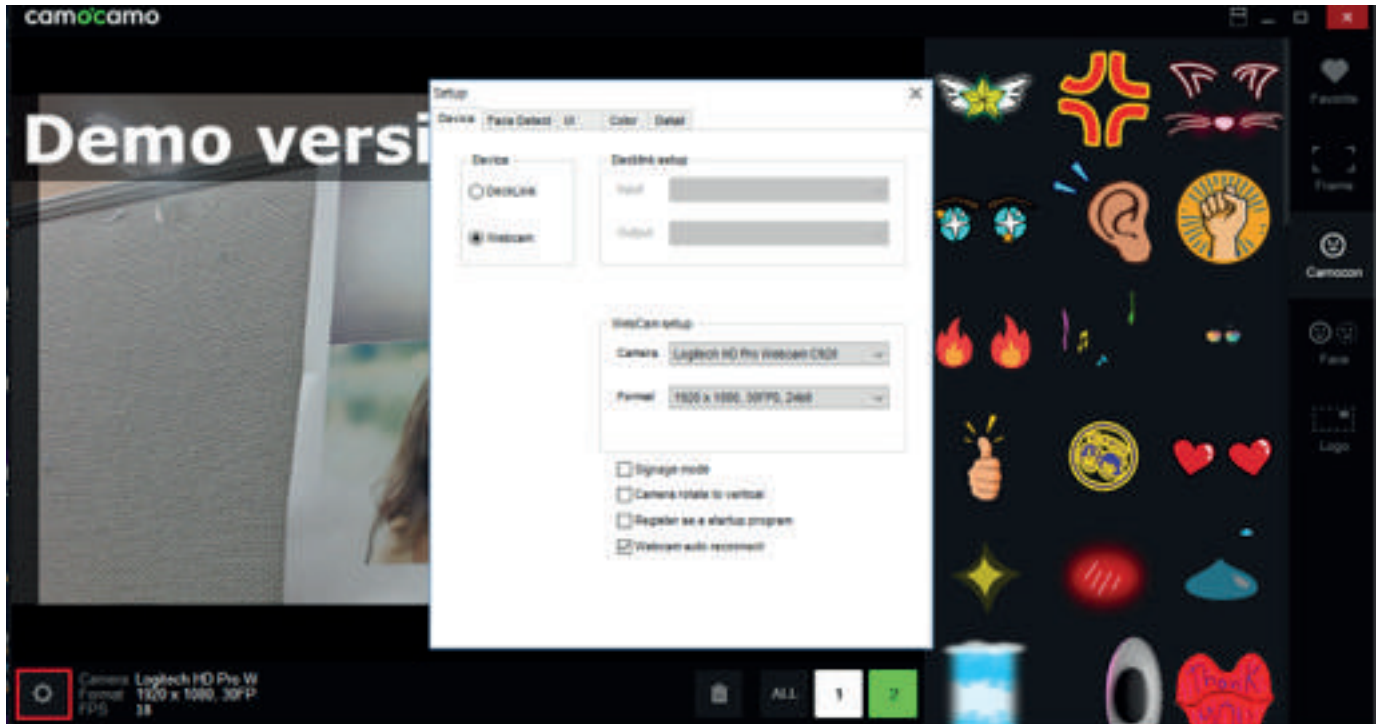 camocamo
Demo versi
Setup
Device Face Detect UI Color Detail
Device
DeckLink
Webcam
Decklink setup
Input
Output
WebCam setup
Camera Logitech HD Pro Webcam C920
Format 1920 x 1080, 30FPS, 24bit
Signage mode
Camera rotate to vertical
Register as a startup program
Webcam auto reconnect
Favorite
Frame
Camocon
Face
Logo
Thank
YOU
Camera Logitech HD Pro W
Format 1920 x 1080, 30FP
FPS 38
ALL 1 2